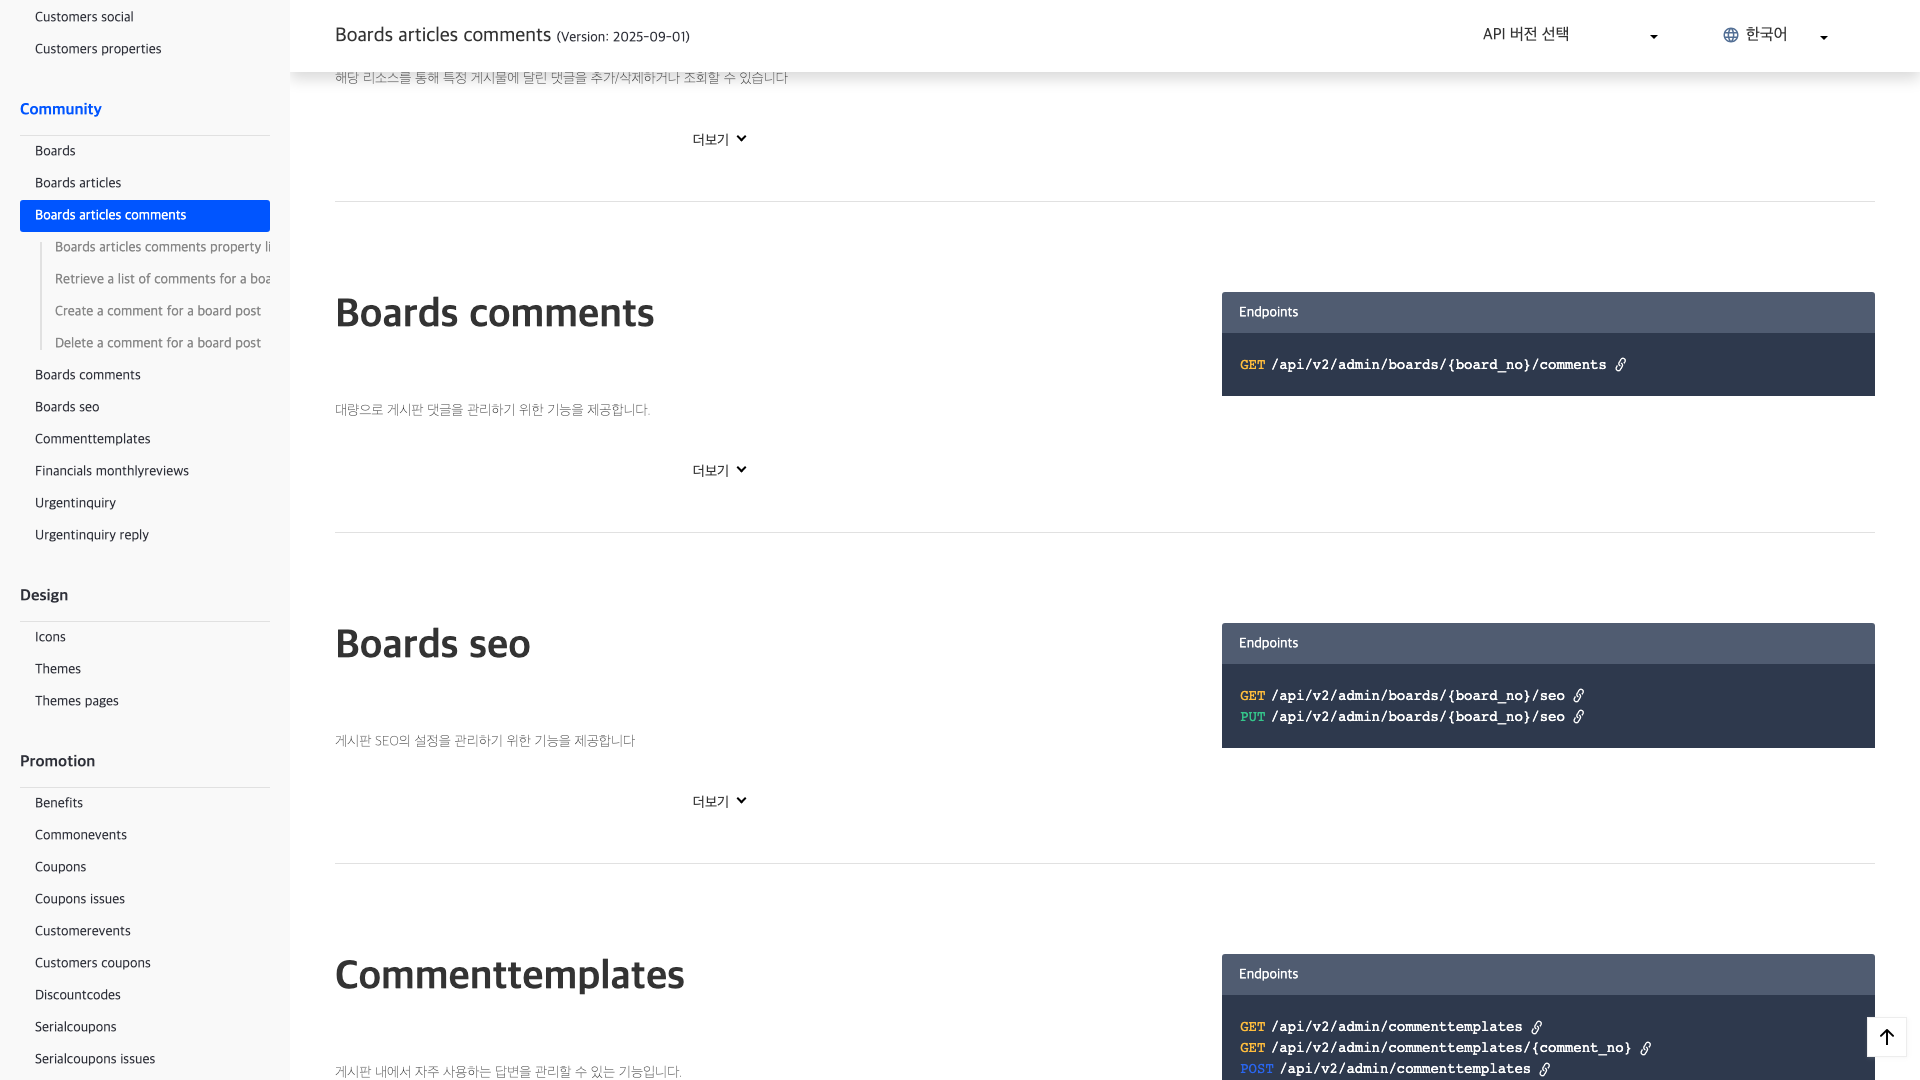 Customers social
Customers properties
Community
Boards
Boards articles
Boards articles comments
Boards articles comments property li
Retrieve a list of comments for a boa
Create a comment for a board post
Delete a comment for a board post
Boards comments
Boards seo
Commenttemplates
Financials monthlyreviews
Urgentinquiry
Urgentinquiry reply
Design
Icons
Themes
Themes pages
Promotion
Benefits
Commonevents
Coupons
Coupons issues
Customerevents
Customers coupons
Discountcodes
Serialcoupons
Serialcoupons issues
Boards articles comments (Version: 2025-09-01)
API 버전 선택
한국어
해당 리소스를 통해 특정 게시물에 달린 댓글을 추가/삭제하거나 조회할 수 있습니다
더보기
Boards comments
대량으로 게시판 댓글을 관리하기 위한 기능을 제공합니다.
더보기
Endpoints
GET /api/v2/admin/boards/{board_no}/comments
Boards seo
게시판 SEO의 설정을 관리하기 위한 기능을 제공합니다
더보기
Endpoints
GET /api/v2/admin/boards/{board_no}/seo
PUT /api/v2/admin/boards/{board_no}/seo
Commenttemplates
게시판 내에서 자주 사용하는 답변을 관리할 수 있는 기능입니다.
Endpoints
GET /api/v2/admin/commenttemplates
GET /api/v2/admin/commenttemplates/{comment_no}
POST /api/v2/admin/commenttemplates